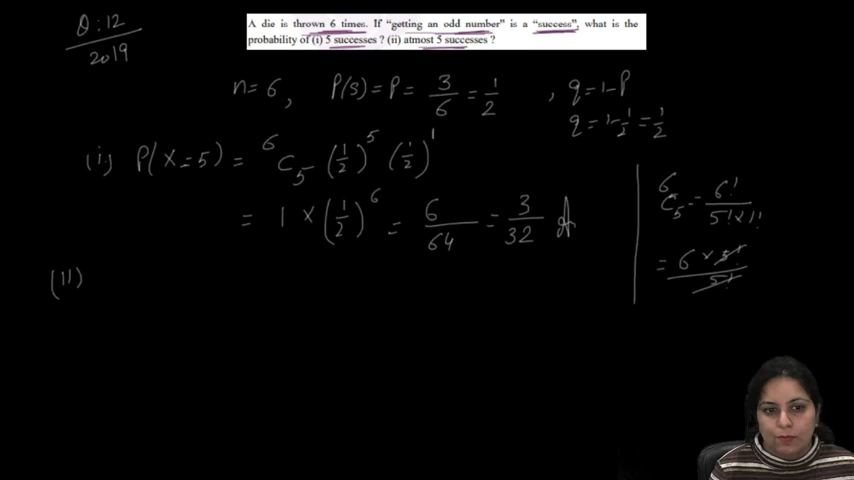 Q:12
2019
A die is thrown 6 times. If "getting an odd number" is a "success", what is the
probability of (i) 5 successes ? (ii) atmost 5 successes ?
n=6, P(s)=P= 3/6 = 1/2 , q=1-P
q=1-1/2=1/2
(i) P(X=5) = ⁶C₅ (1/2)⁵ (1/2)¹
= 1 × (1/2)⁶ = 6/64 = 3/32 A
⁶C₅ = 6!/5!×1!
= 6×5!/5!
(ii)